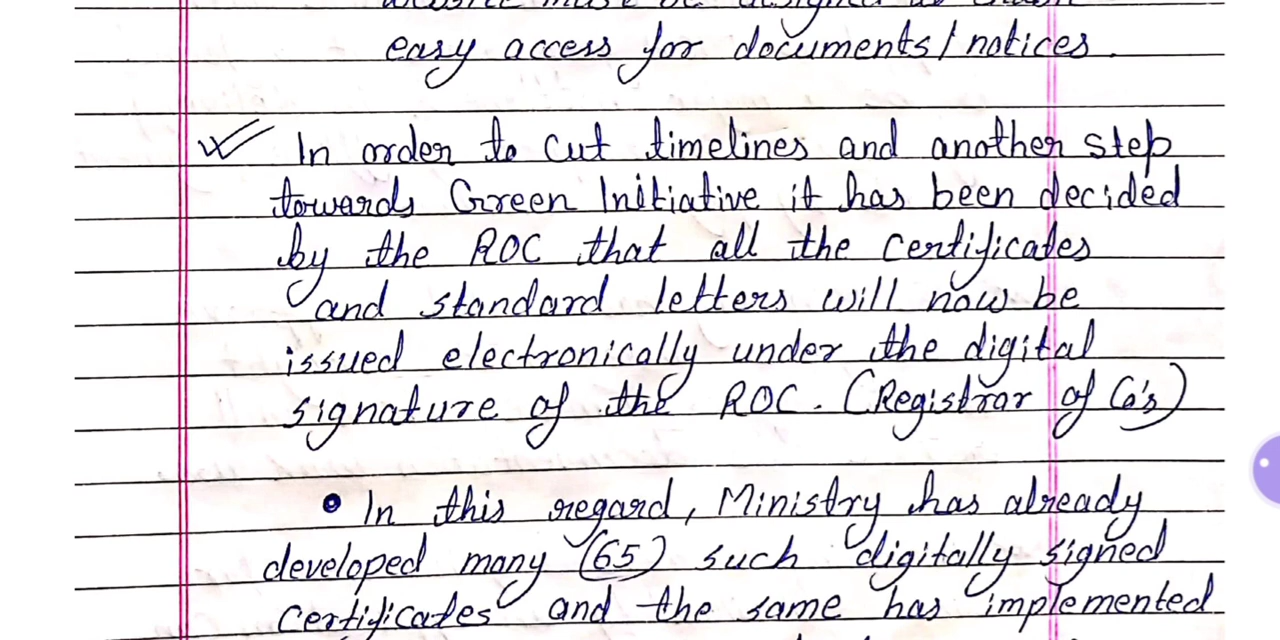 easy access for documents/notices.
In order to cut timelines and another step
towards Green Initiative it has been decided
by the ROC that all the certificates
and standard letters will now be
issued electronically under the digital
signature of the ROC. (Registrar of Co's)
• In this regard, Ministry has already
developed many (65) such digitally signed
certificates and the same has implemented